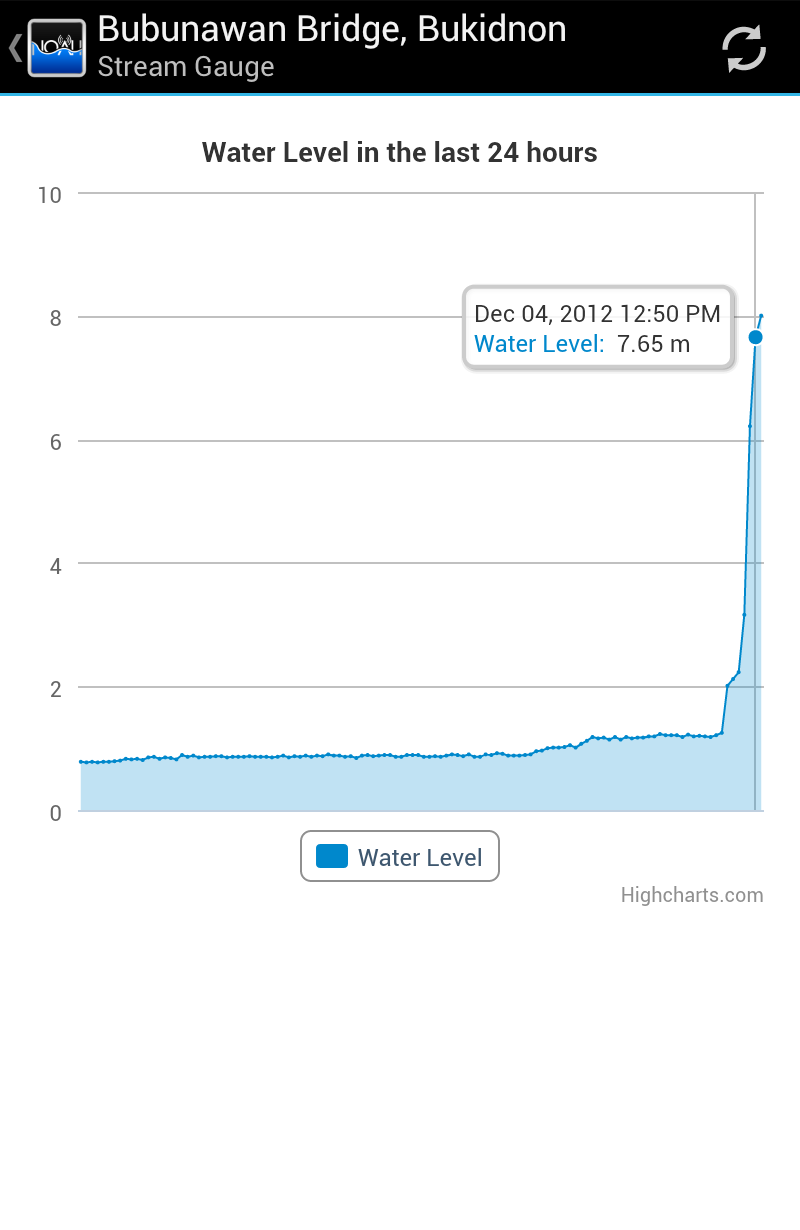 Bubunawan Bridge, Bukidnon
NOAH
Stream Gauge
Water Level in the last 24 hours
10
8
Dec 04, 2012 12:50 PM
Water Level: 7.65 m
6
4
2
0
Water Level
Highcharts.com